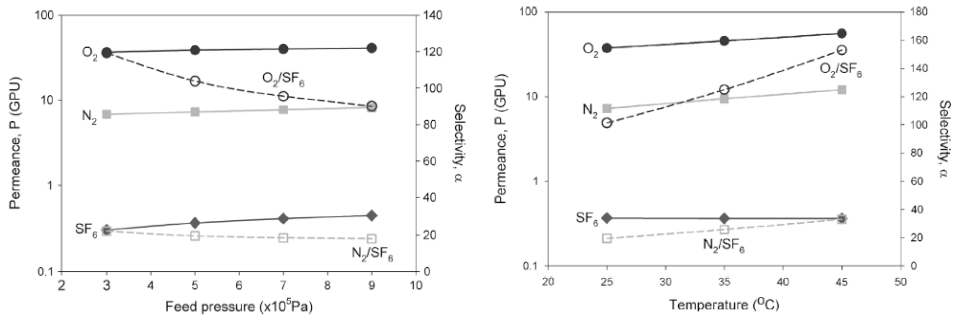 100
10
1
0.1
Permeance, P (GPU)
140
120
100
80
60
40
20
0
Selectivity, α
O2
N2
SF6
O2/SF6
N2/SF6
2 3 4 5 6 7 8 9 10
Feed pressure (x10⁵Pa)
100
10
1
0.1
Permeance, P (GPU)
180
160
140
120
100
80
60
40
20
0
Selectivity, α
O2
N2
SF6
O2/SF6
N2/SF6
20 25 30 35 40 45 50
Temperature (ºC)